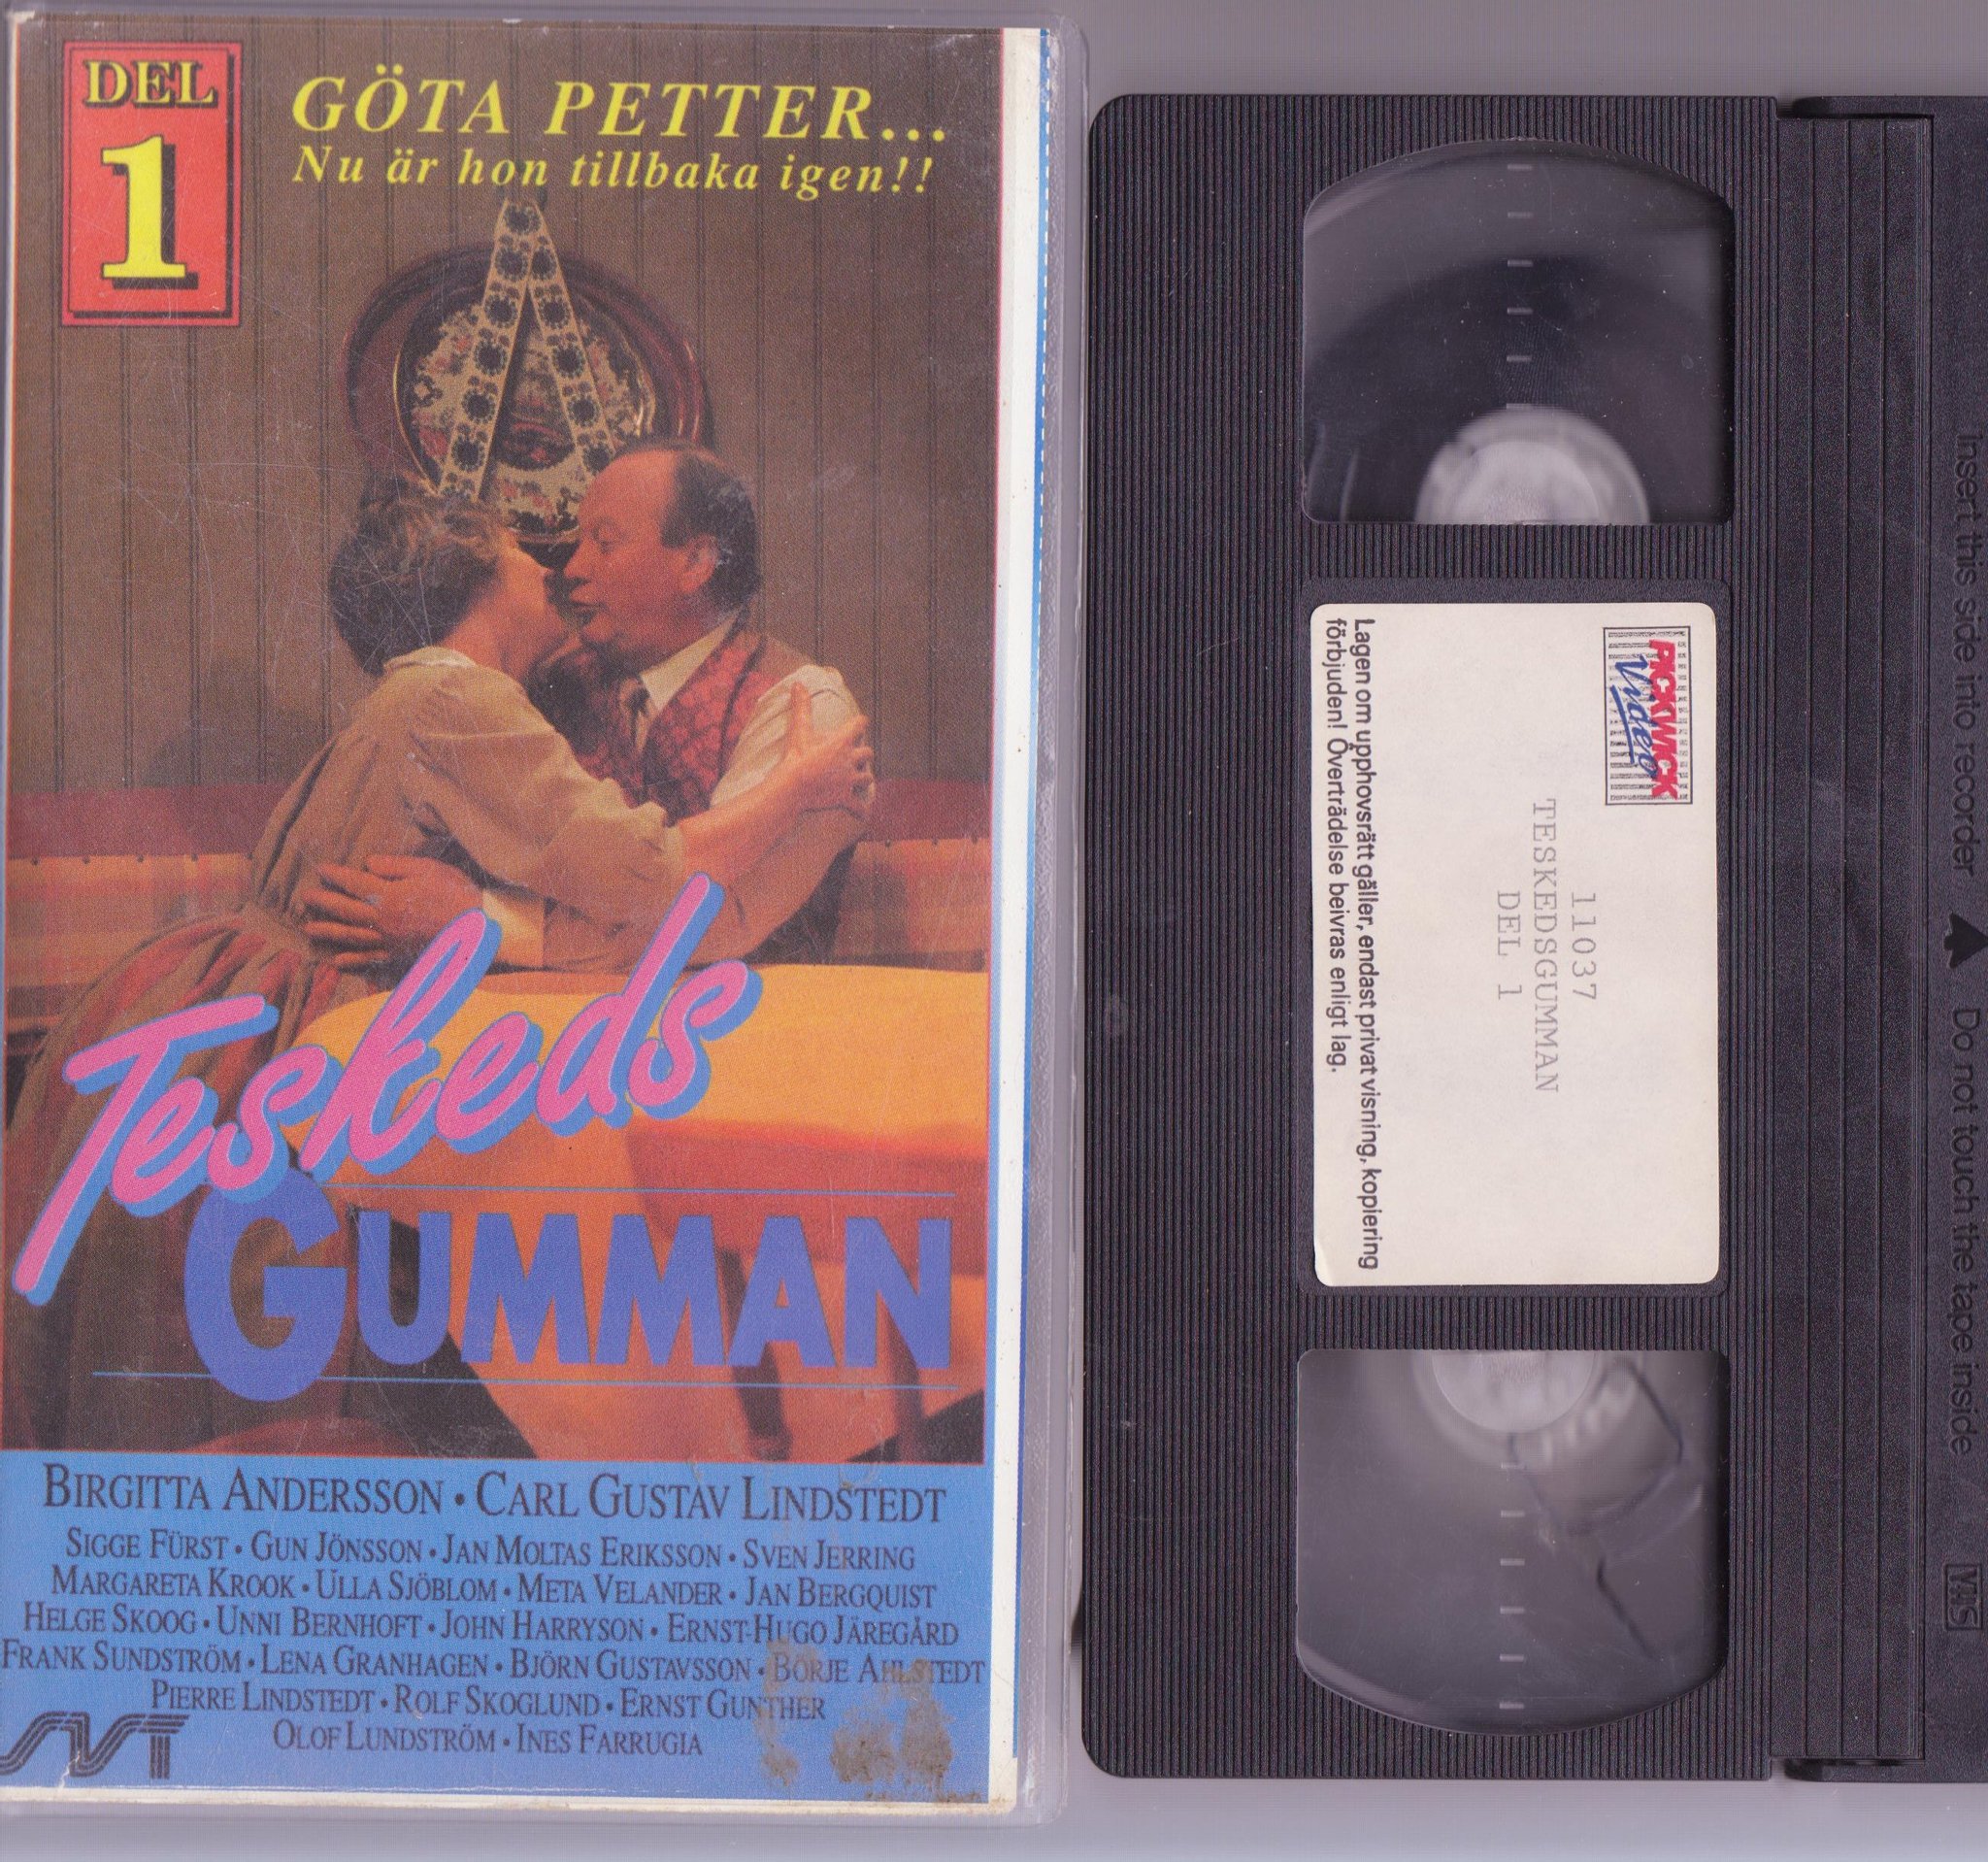 DEL
1
GÖTA PETTER...
Nu är hon tillbaka igen!!
Teskeds
GUMMAN
BIRGITTA ANDERSSON • CARL GUSTAV LINDSTEDT
SIGGE FÜRST • GUN JÖNSSON • JAN MOLTAS ERIKSSON • SVEN JERRING
MARGARETA KROOK • ULLA SJÖBLOM • META VELANDER • JAN BERGQUIST
HELGE SKOOG • UNNI BERNHOFT • JOHN HARRYSON • ERNST-HUGO JÄREGÅRD
FRANK SUNDSTRÖM • LENA GRANHAGEN • BJÖRN GUSTAVSSON • BÖRJE AHLSTEDT
PIERRE LINDSTEDT • ROLF SKOGLUND • ERNST GUNTHER
OLOF LUNDSTRÖM • INES FARRUGIA
SVT
PICKWICK
Video
11037
TESKEDSGUMMAN
DEL 1
Lagen om upphovsrätt gäller, endast privat visning, kopiering
förbjuden! Överträdelse beivras enligt lag.
Insert this side into recorder ▲ Do not touch the tape inside
VHS